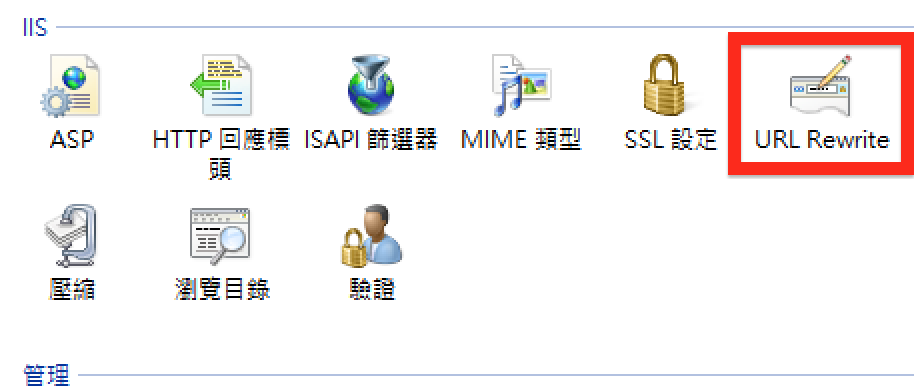 IIS
ASP
HTTP 回應標
頭
ISAPI 篩選器
MIME 類型
SSL 設定
URL Rewrite
壓縮
瀏覽目錄
驗證
管理